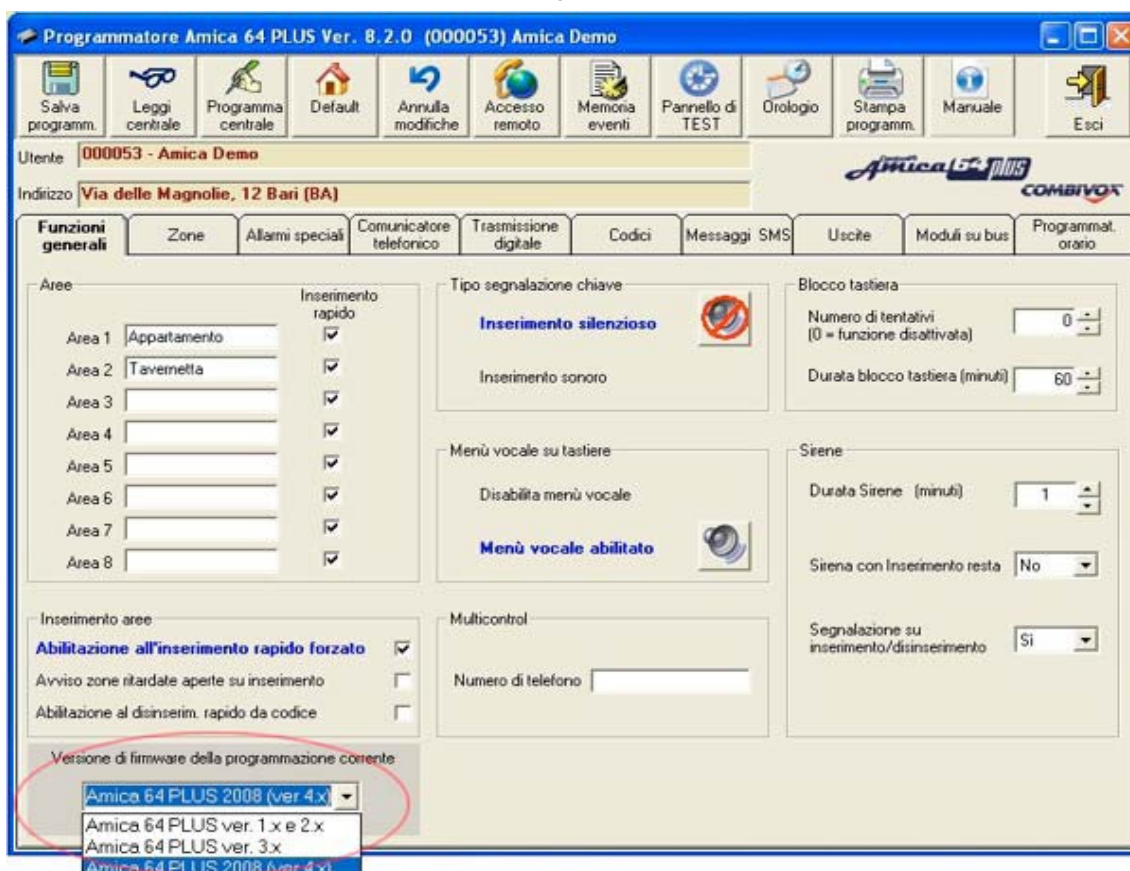 Programmatore Amica 64 PLUS Ver. 8.2.0 (000053) Amica Demo
Salva programm.
Leggi centrale
Programma centrale
Default
Annulla modifiche
Accesso remoto
Memoria eventi
Pannello di TEST
Orologio
Stampa programm.
Manuale
Esci
Utente 000053 - Amica Demo
Indirizzo Via delle Magnolie, 12 Bari (BA)
Amica 64 plus
COMBIVOX
Funzioni generali
Zone
Allarmi speciali
Comunicatore telefonico
Trasmissione digitale
Codici
Messaggi SMS
Uscite
Moduli su bus
Programmat. orario
Aree
Inserimento rapido
Area 1 Appartamento
Area 2 Tavernetta
Area 3
Area 4
Area 5
Area 6
Area 7
Area 8
Inserimento aree
Abilitazione all'inserimento rapido forzato
Avviso zone ritardate aperte su inserimento
Abilitazione al disinserim. rapido da codice
Versione di firmware della programmazione corrente
Amica 64 PLUS 2008 (ver 4.x)
Amica 64 PLUS ver. 1.x e 2.x
Amica 64 PLUS ver. 3.x
Amica 64 PLUS 2008 (ver 4.x)
Tipo segnalazione chiave
Inserimento silenzioso
Inserimento sonoro
Menù vocale su tastiere
Disabilita menù vocale
Menù vocale abilitato
Multicontrol
Numero di telefono
Blocco tastiera
Numero di tentativi
(0 = funzione disattivata) 0
Durata blocco tastiera (minuti) 60
Sirene
Durata Sirene (minuti) 1
Sirena con Inserimento resta No
Segnalazione su
inserimento/disinserimento Si